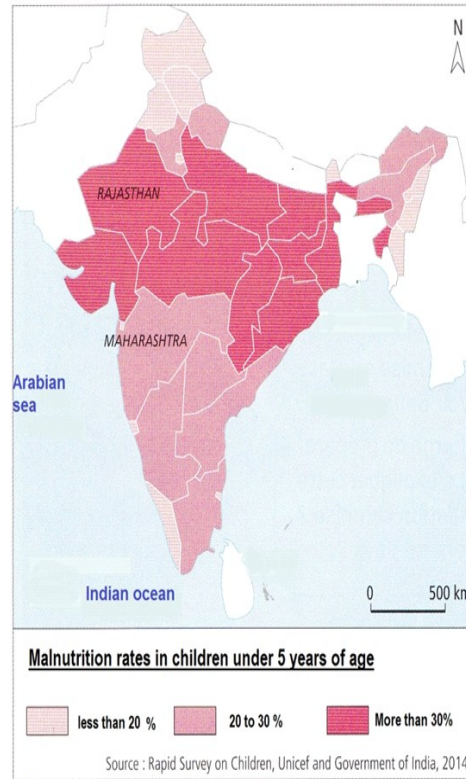 N
RAJASTHAN
MAHARASHTRA
Arabian
sea
Indian ocean
0 500 km
Malnutrition rates in children under 5 years of age
less than 20 % 20 to 30 % More than 30%
Source : Rapid Survey on Children, Unicef and Government of India, 2014